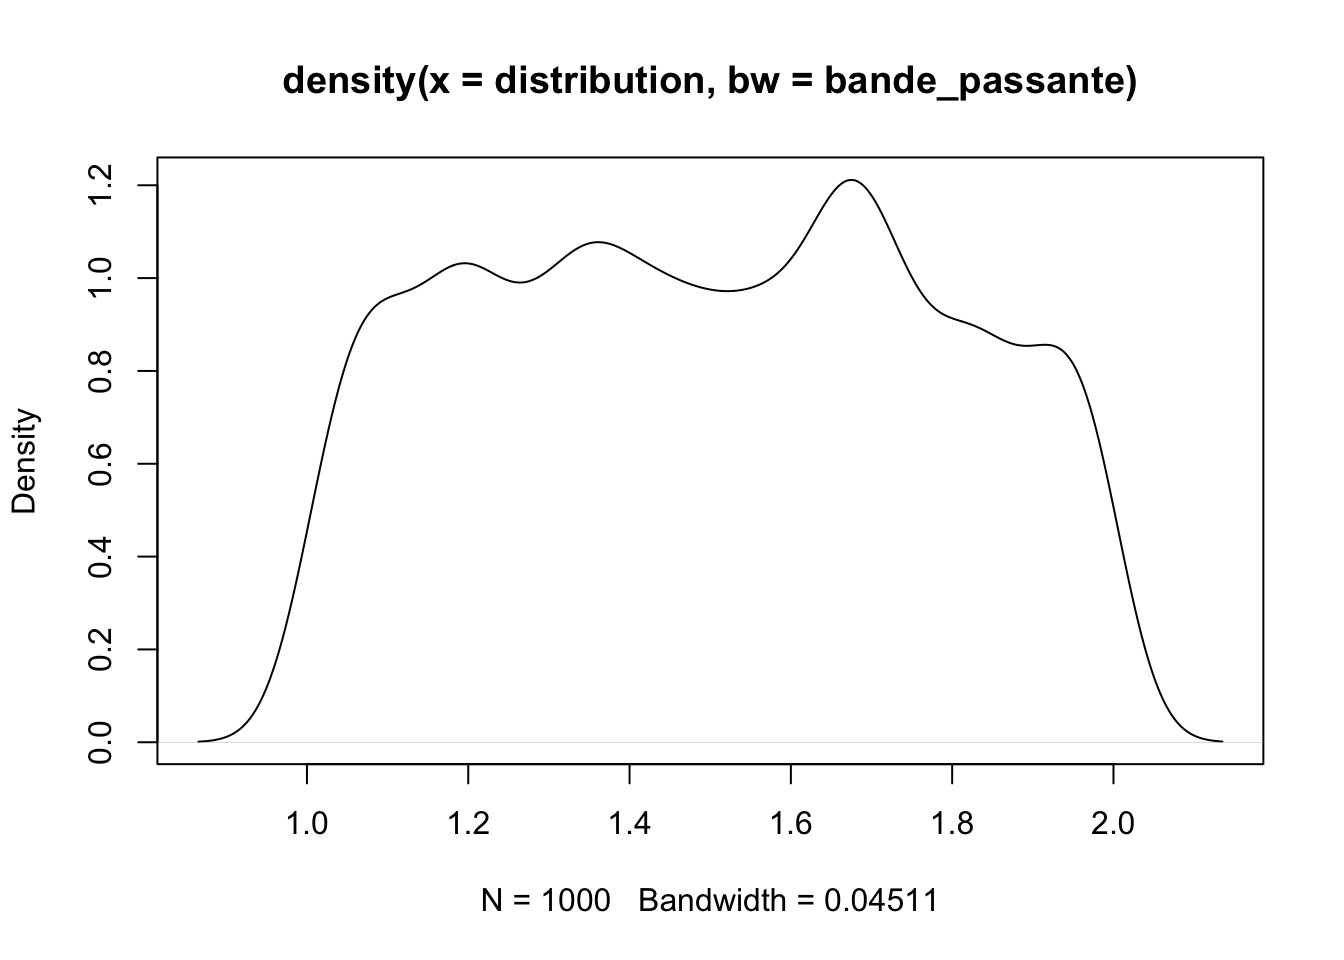 density(x = distribution, bw = bande_passante)
Density
1.2
1.0
0.8
0.6
0.4
0.2
0.0
1.0 1.2 1.4 1.6 1.8 2.0
N = 1000 Bandwidth = 0.04511